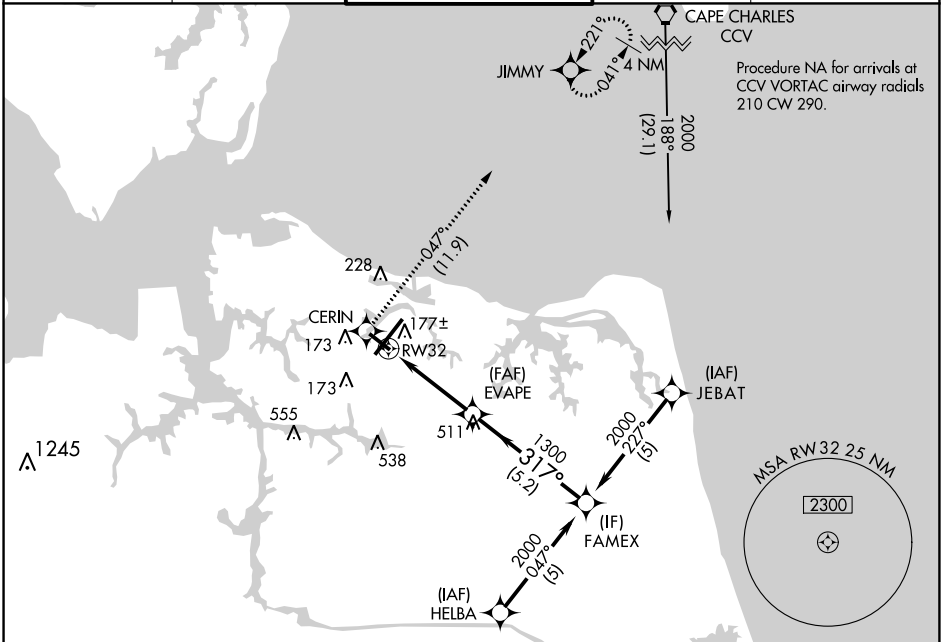 CAPE CHARLES
CCV
221°
041°
4 NM
JIMMY
Procedure NA for arrivals at
CCV VORTAC airway radials
210 CW 290.
2000
188°
(29.1)
047°
(11.9)
228
CERIN
177±
173
RW32
173
(FAF)
EVAPE
(IAF)
JEBAT
555
511
538
1245
1300
317°
(5.2)
2000
227°
(5)
MSA RW32 25 NM
2300
(IF)
FAMEX
2000
047°
(5)
(IAF)
HELBA